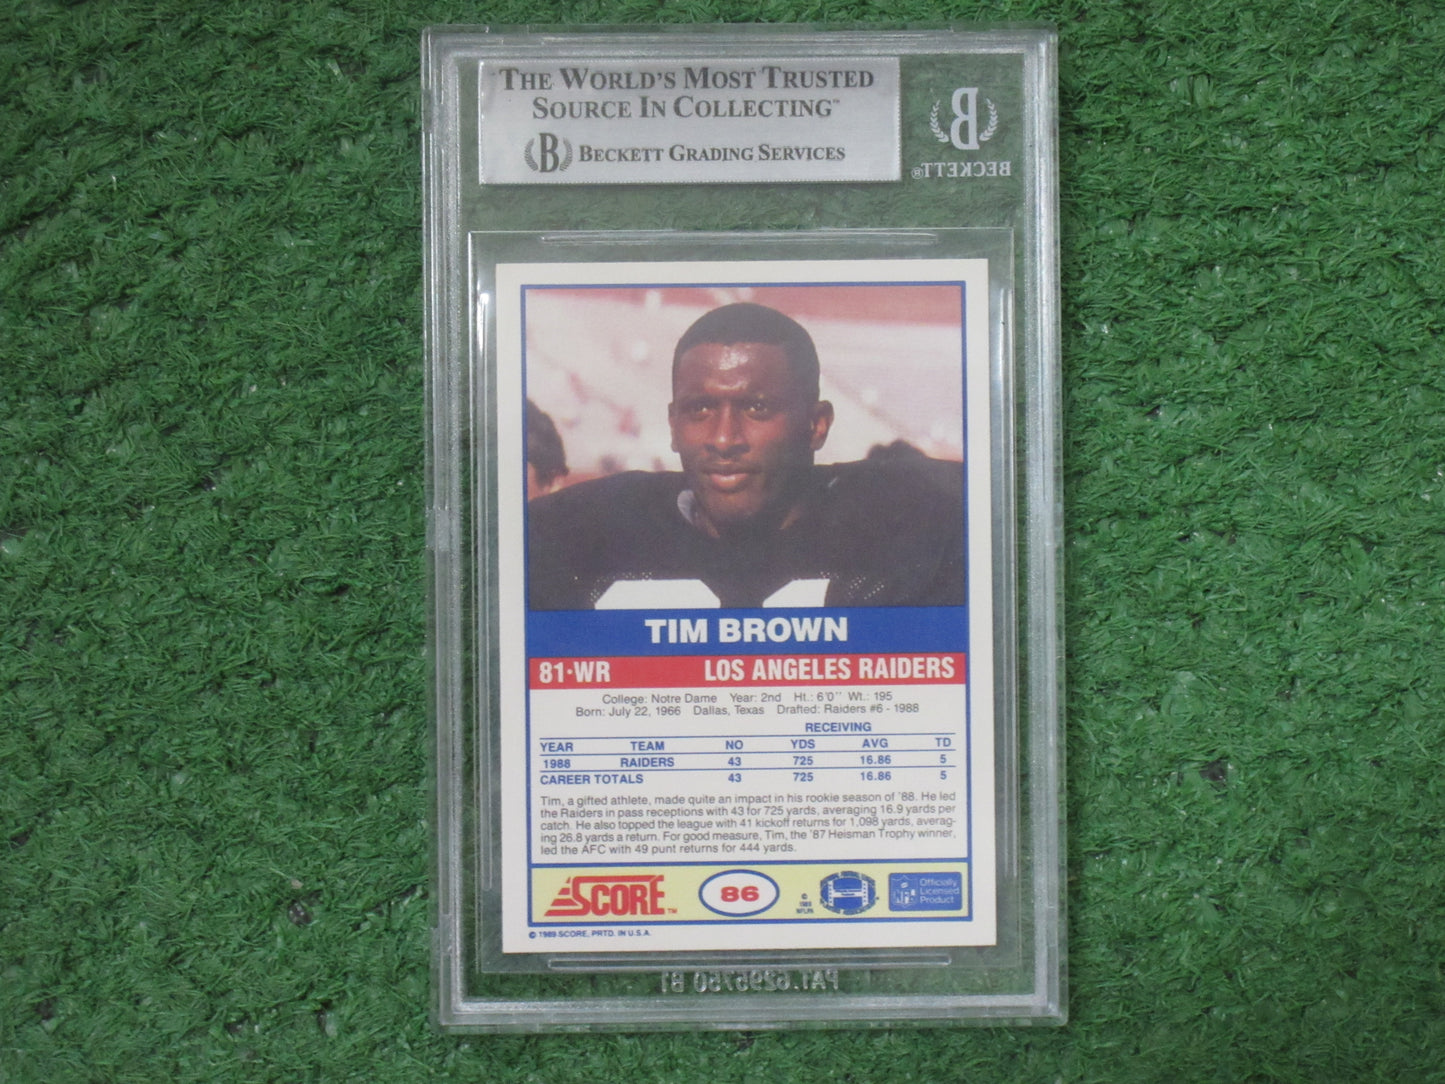 THE WORLD'S MOST TRUSTED
SOURCE IN COLLECTING™
B BECKETT GRADING SERVICES
B
BECKETT®
TIM BROWN
81·WR LOS ANGELES RAIDERS
College: Notre Dame Year: 2nd Ht.: 6'0'' Wt.: 195
Born: July 22, 1966 Dallas, Texas Drafted: Raiders #6 - 1988
RECEIVING
YEAR TEAM NO YDS AVG TD
1988 RAIDERS 43 725 16.86 5
CAREER TOTALS 43 725 16.86 5
Tim, a gifted athlete, made quite an impact in his rookie season of '88. He led
the Raiders in pass receptions with 43 for 725 yards, averaging 16.9 yards per
catch. He also topped the league with 41 kickoff returns for 1,098 yards, averag-
ing 26.8 yards a return. For good measure, Tim, the '87 Heisman Trophy winner,
led the AFC with 49 punt returns for 444 yards.
SCORE™ 86
©
1989
NFLPA
NFL
Officially
Licensed
Product
© 1989 SCORE, PRTD. IN U.S.A.
PAT. 6295750 B1